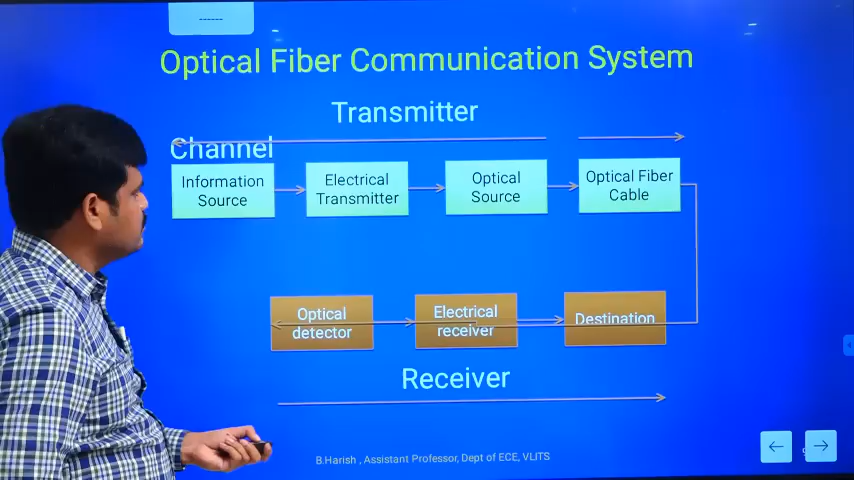 ------
Optical Fiber Communication System
Transmitter
Channel
Information
Source
Electrical
Transmitter
Optical
Source
Optical Fiber
Cable
Optical
detector
Electrical
receiver
Destination
Receiver
B.Harish , Assistant Professor, Dept of ECE, VLITS